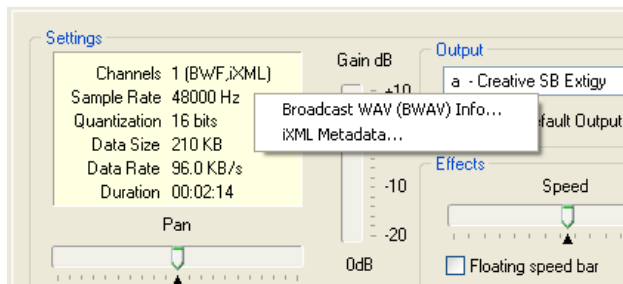 Settings
Channels 1 (BWF,iXML)
Sample Rate 48000 Hz
Quantization 16 bits
Data Size 210 KB
Data Rate 96.0 KB/s
Duration 00:02:14
Pan
Gain dB
+10
-10
-20
0dB
Broadcast WAV (BWAV) Info...
iXML Metadata...
Output
a - Creative SB Extigy
fault Output
Effects
Speed
Floating speed bar